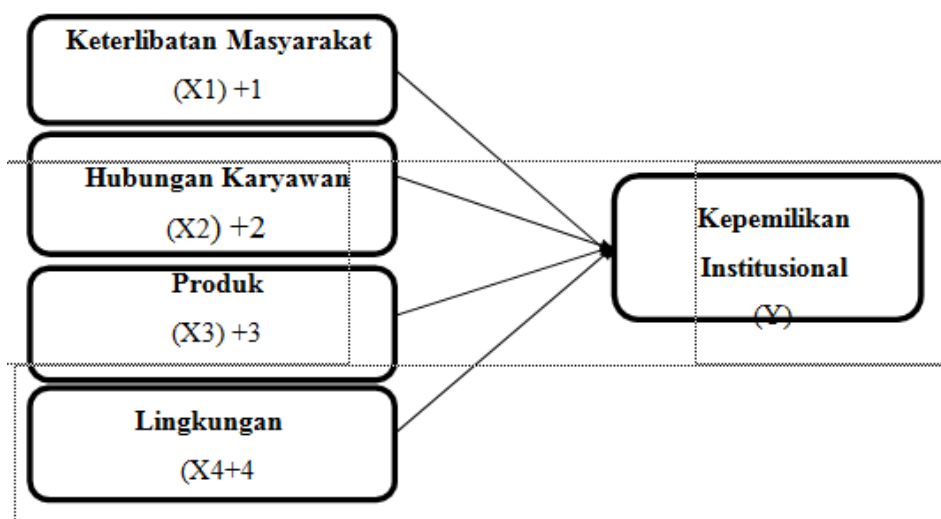 Keterlibatan Masyarakat
(X1) +1
Hubungan Karyawan
(X2) +2
Produk
(X3) +3
Lingkungan
(X4+4
Kepemilikan
Institusional
(Y)